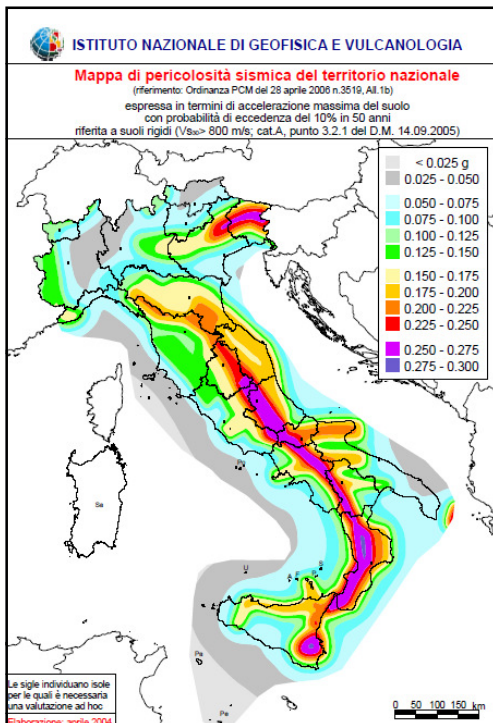 ISTITUTO NAZIONALE DI GEOFISICA E VULCANOLOGIA
Mappa di pericolosità sismica del territorio nazionale
(riferimento: Ordinanza PCM del 28 aprile 2006 n.3519, All.1b)
espressa in termini di accelerazione massima del suolo
con probabilità di eccedenza del 10% in 50 anni
riferita a suoli rigidi (Vs₃₀> 800 m/s; cat.A, punto 3.2.1 del D.M. 14.09.2005)
< 0.025 g
0.025 - 0.050
0.050 - 0.075
0.075 - 0.100
0.100 - 0.125
0.125 - 0.150
0.150 - 0.175
0.175 - 0.200
0.200 - 0.225
0.225 - 0.250
0.250 - 0.275
0.275 - 0.300
Sa
U
Pa
Pe
Le sigle individuano isole
per le quali è necessaria
una valutazione ad hoc
Elaborazione: aprile 2004
0 50 100 150 km